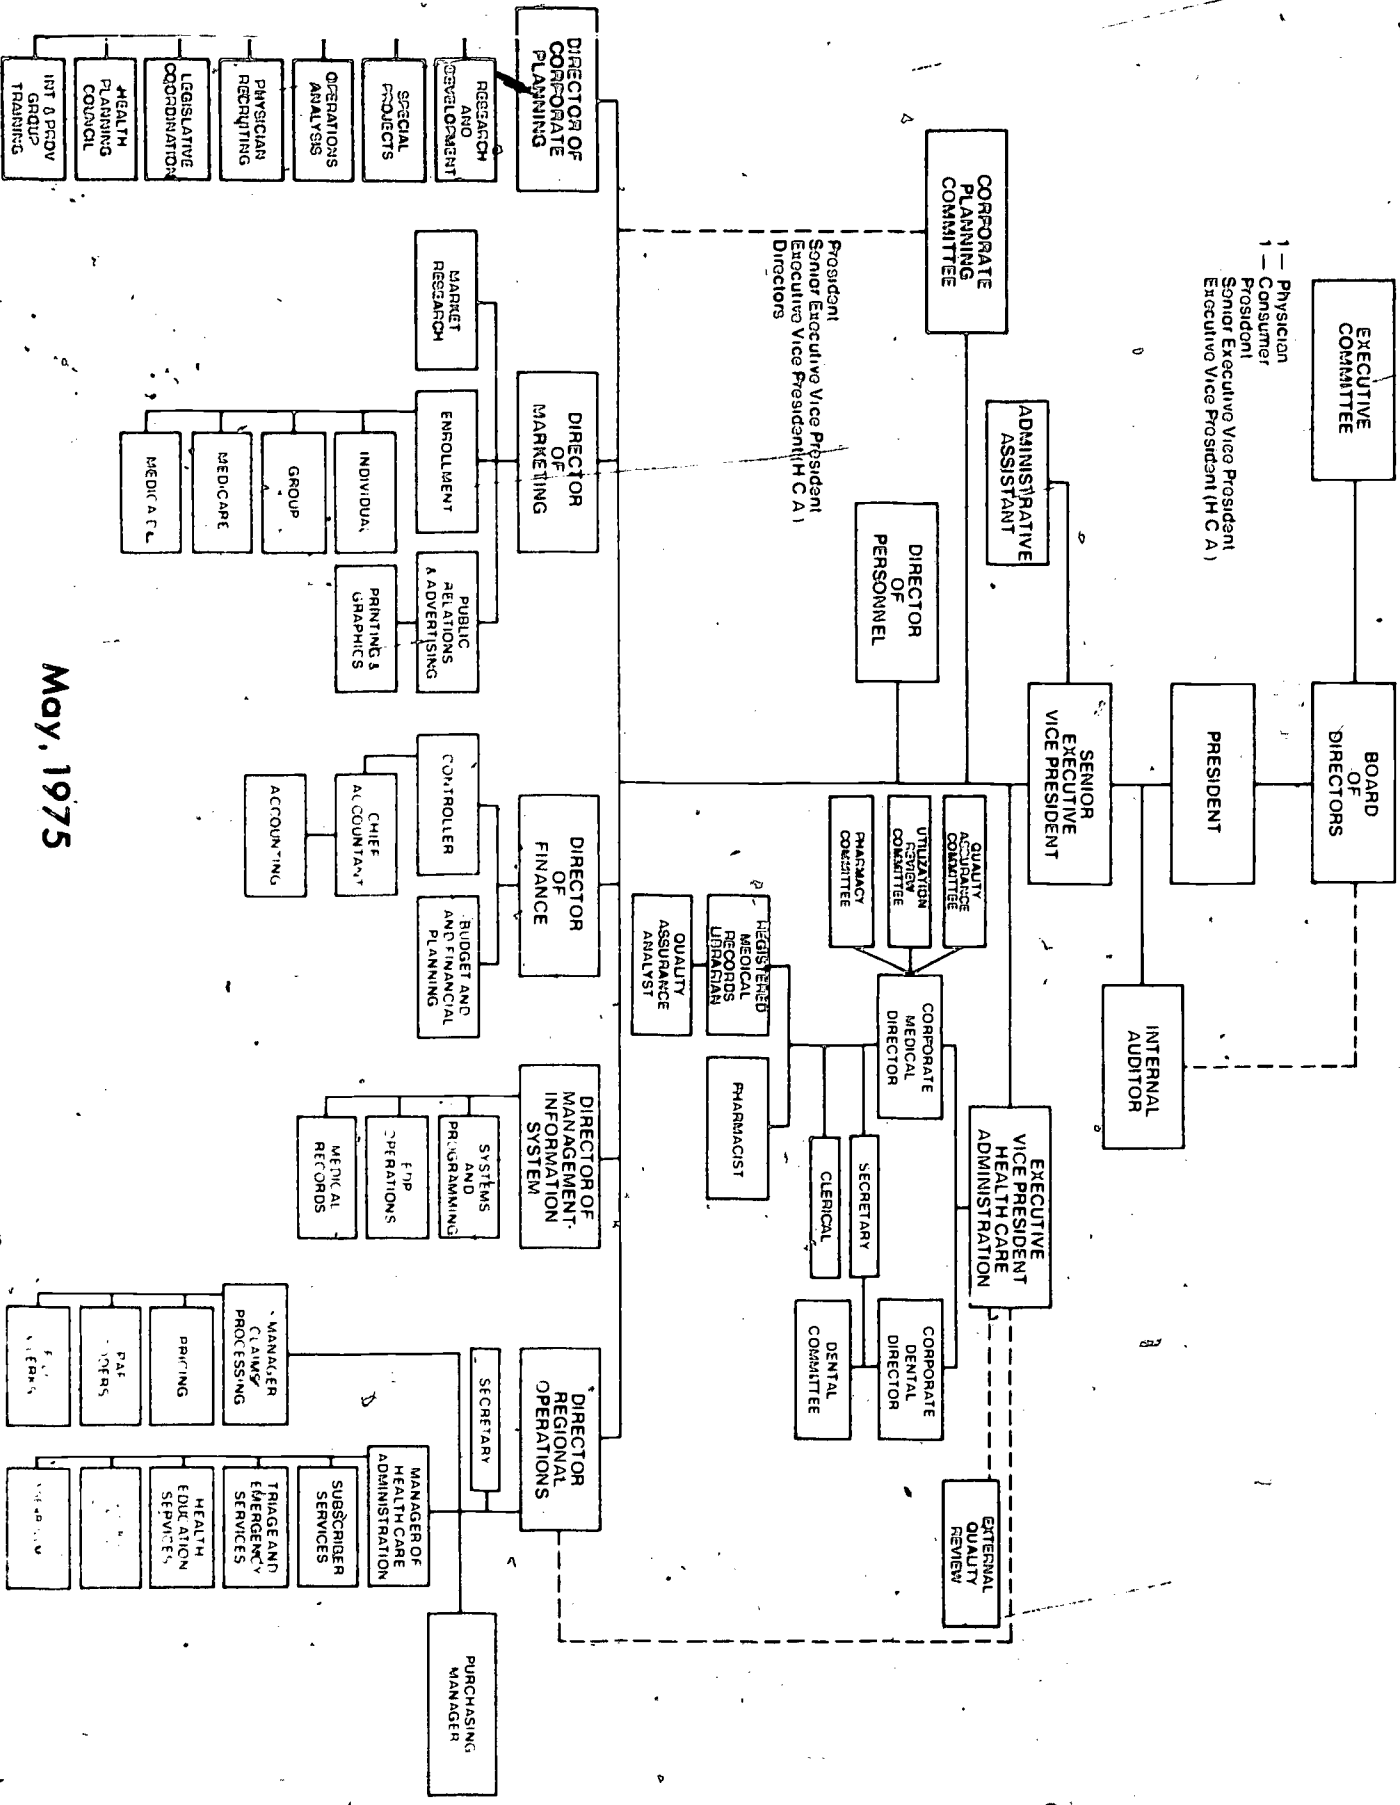 EXECUTIVE
COMMITTEE
BOARD
OF
DIRECTORS
1 — Physician
1 — Consumer
President
Senior Executive Vice President
Executive Vice President (H C A)
PRESIDENT
INTERNAL
AUDITOR
SENIOR
EXECUTIVE
VICE PRESIDENT
ADMINISTRATIVE
ASSISTANT
EXECUTIVE
VICE PRESIDENT
HEALTH CARE
ADMINISTRATION
EXTERNAL
QUALITY
REVIEW
CORPORATE
PLANNING
COMMITTEE
President
Senior Executive Vice President
Executive Vice President (H C A)
Directors
DIRECTOR
OF
PERSONNEL
QUALITY
ASSURANCE
COMMITTEE
UTILIZATION
REVIEW
COMMITTEE
PHARMACY
COMMITTEE
CORPORATE
MEDICAL
DIRECTOR
CORPORATE
DENTAL
DIRECTOR
SECRETARY
CLERICAL
DENTAL
COMMITTEE
REGISTERED
MEDICAL
RECORDS
LIBRARIAN
PHARMACIST
QUALITY
ASSURANCE
ANALYST
DIRECTOR OF
CORPORATE
PLANNING
RESEARCH
AND
DEVELOPMENT
SPECIAL
PROJECTS
OPERATIONS
ANALYSIS
PHYSICIAN
RECRUITING
LEGISLATIVE
COORDINATION
HEALTH
PLANNING
COUNCIL
INT & PROV
GROUP
TRAINING
DIRECTOR
OF
MARKETING
MARKET
RESEARCH
ENROLLMENT
PUBLIC
RELATIONS
& ADVERTISING
INDIVIDUAL
PRINTING &
GRAPHICS
GROUP
MEDICARE
DIRECTOR
OF
FINANCE
CONTROLLER
BUDGET AND
AND FINANCIAL
PLANNING
CHIEF
ACCOUNTANT
ACCOUNTING
DIRECTOR OF
MANAGEMENT
INFORMATION
SYSTEM
SYSTEMS
AND
PROGRAMMING
EDP
OPERATIONS
MEDICAL
RECORDS
DIRECTOR
REGIONAL
OPERATIONS
SECRETARY
MANAGER
CLAIMS
PROCESSING
PRICING
MANAGER OF
HEALTH CARE
ADMINISTRATION
SUBSCRIBER
SERVICES
TRIAGE AND
EMERGENCY
SERVICES
HEALTH
EDUCATION
SERVICES
PURCHASING
MANAGER
May, 1975